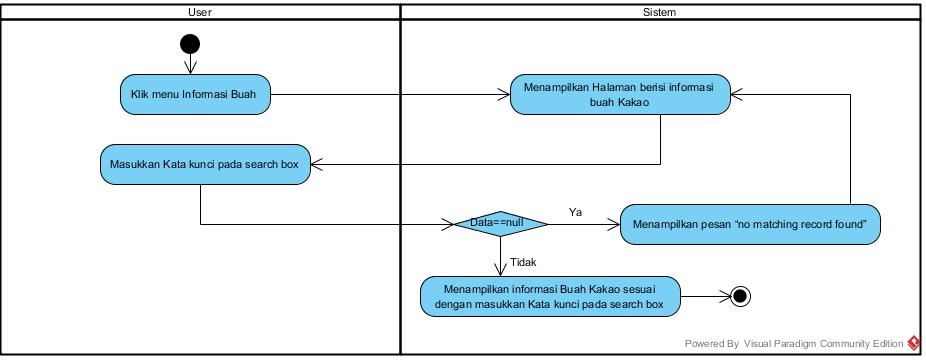 User
Sistem
Klik menu Informasi Buah
Menampilkan Halaman berisi informasi
buah Kakao
Masukkan Kata kunci pada search box
Data==null
Ya
Menampilkan pesan “no matching record found”
Tidak
Menampilkan informasi Buah Kakao sesuai
dengan masukkan Kata kunci pada search box
Powered By Visual Paradigm Community Edition